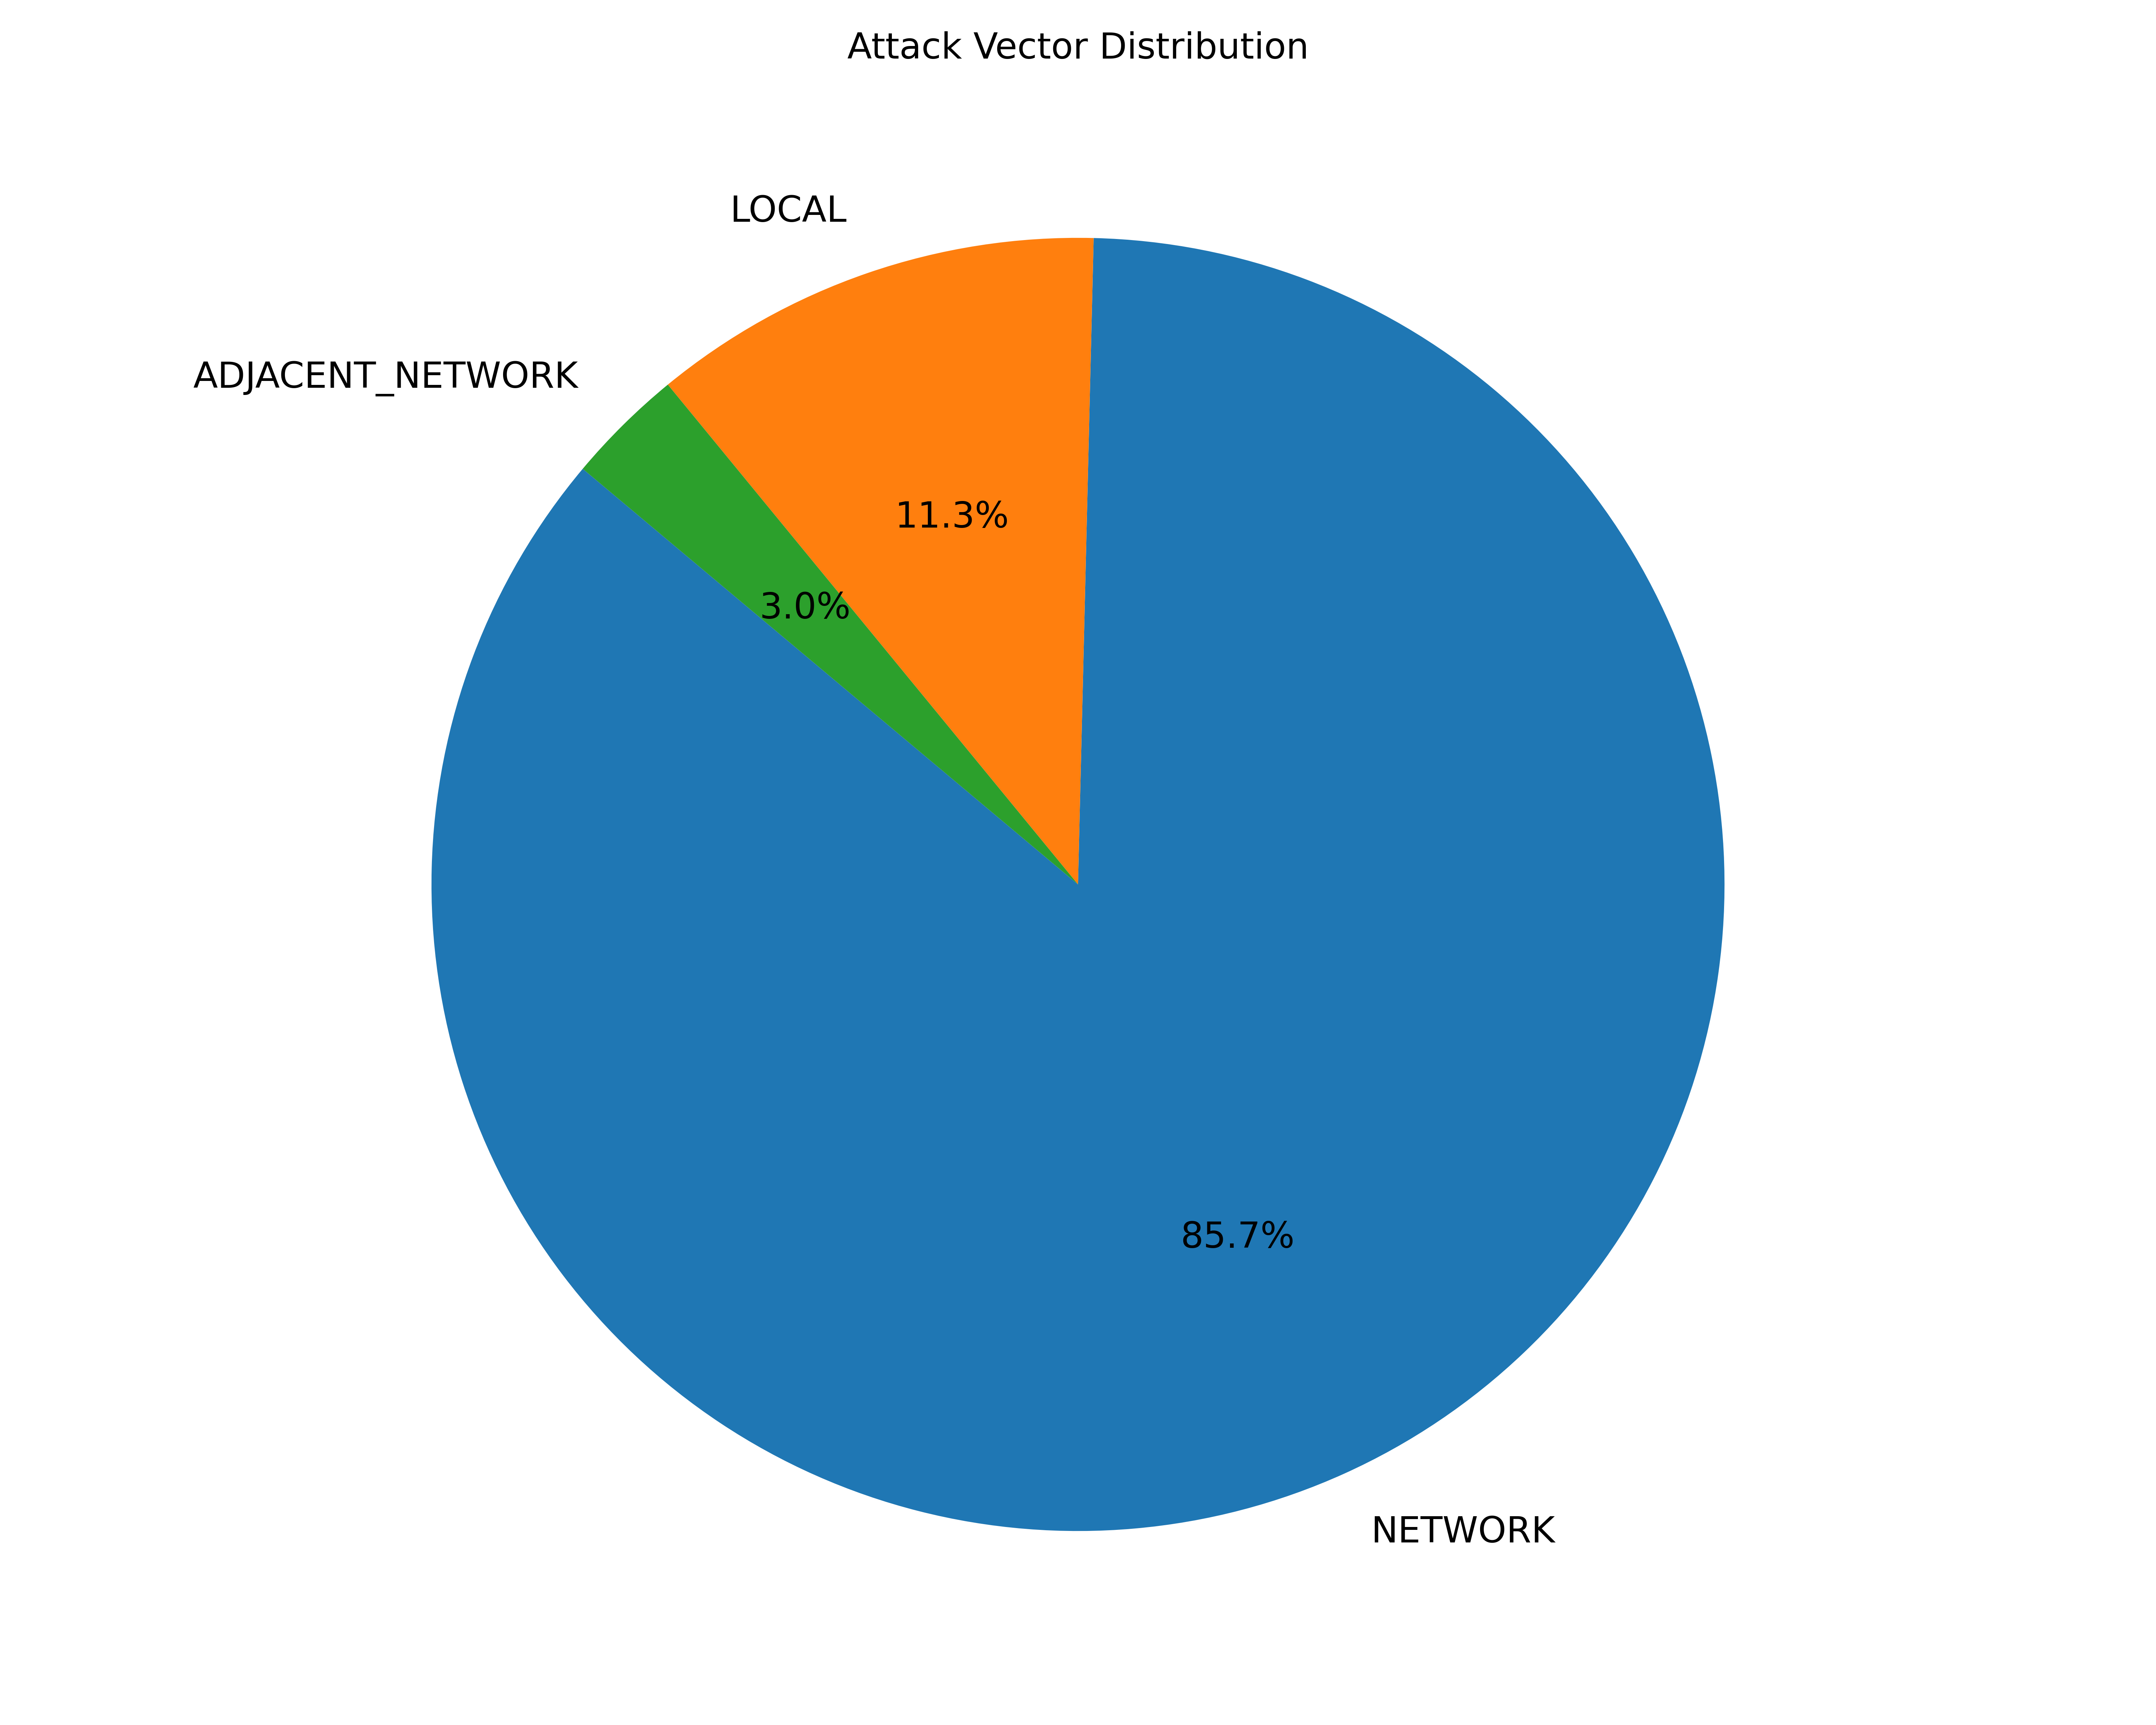 Attack Vector Distribution
LOCAL
ADJACENT_NETWORK
11.3%
3.0%
85.7%
NETWORK